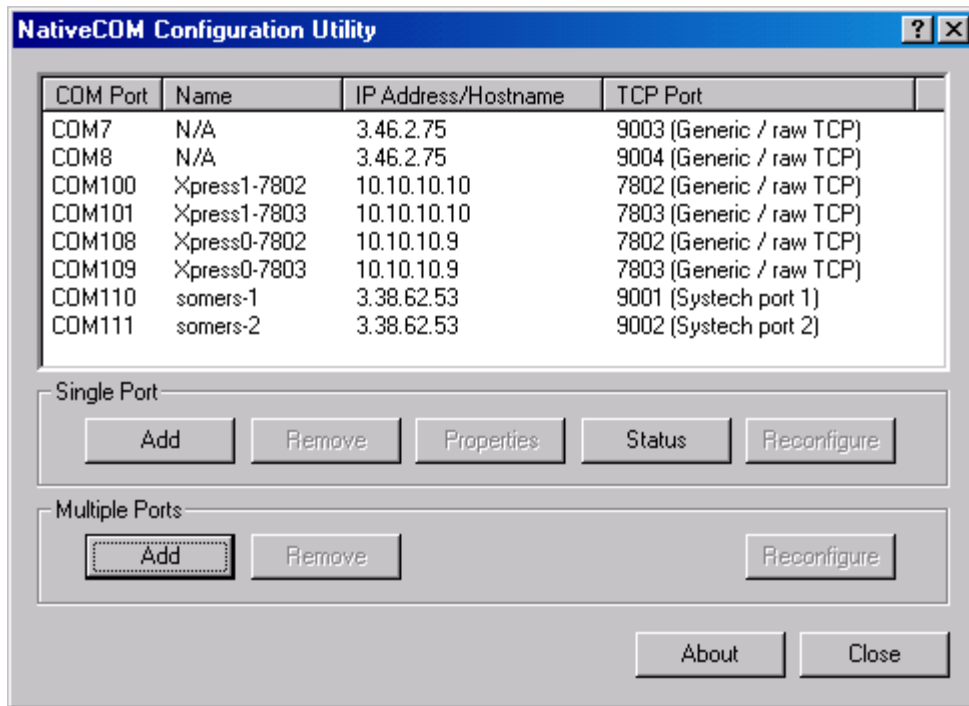 NativeCOM Configuration Utility
COM Port Name IP Address/Hostname TCP Port
COM7 N/A 3.46.2.75 9003 (Generic / raw TCP)
COM8 N/A 3.46.2.75 9004 (Generic / raw TCP)
COM100 Xpress1-7802 10.10.10.10 7802 (Generic / raw TCP)
COM101 Xpress1-7803 10.10.10.10 7803 (Generic / raw TCP)
COM108 Xpress0-7802 10.10.10.9 7802 (Generic / raw TCP)
COM109 Xpress0-7803 10.10.10.9 7803 (Generic / raw TCP)
COM110 somers-1 3.38.62.53 9001 (Systech port 1)
COM111 somers-2 3.38.62.53 9002 (Systech port 2)
Single Port
Add Remove Properties Status Reconfigure
Multiple Ports
Add Remove Reconfigure
About Close